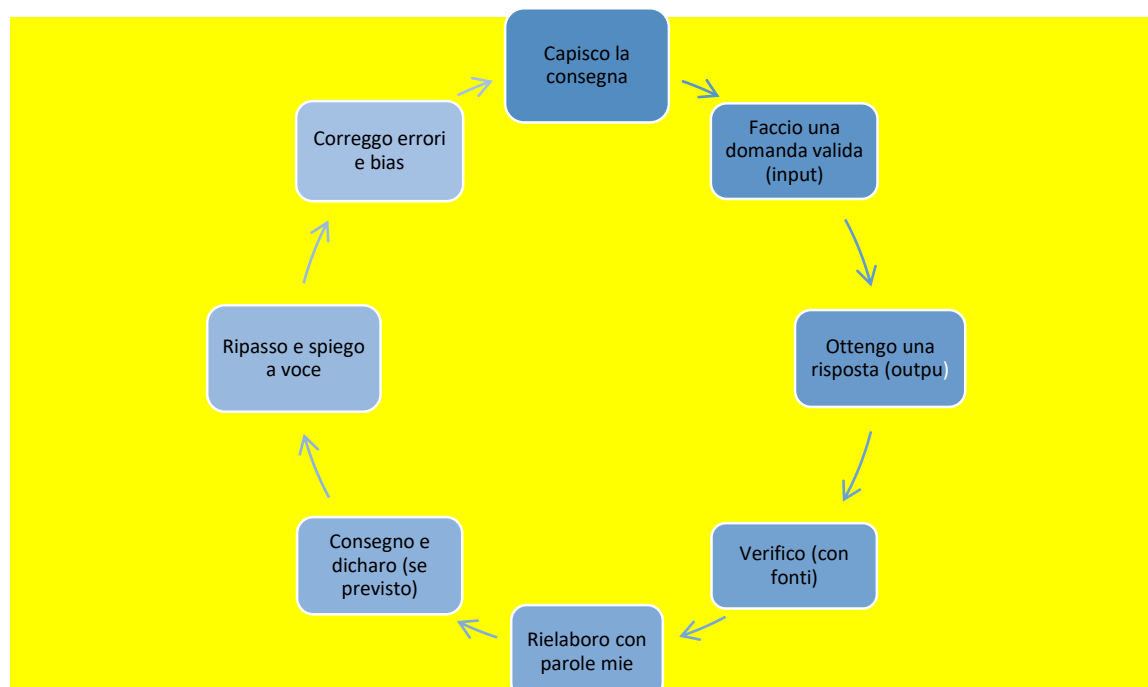 Capisco la
consegna
Faccio una
domanda valida
(input)
Ottengo una
risposta (outpu)
Verifico (con
fonti)
Rielaboro con
parole mie
Consegno e
dicharo (se
previsto)
Ripasso e spiego
a voce
Correggo errori
e bias